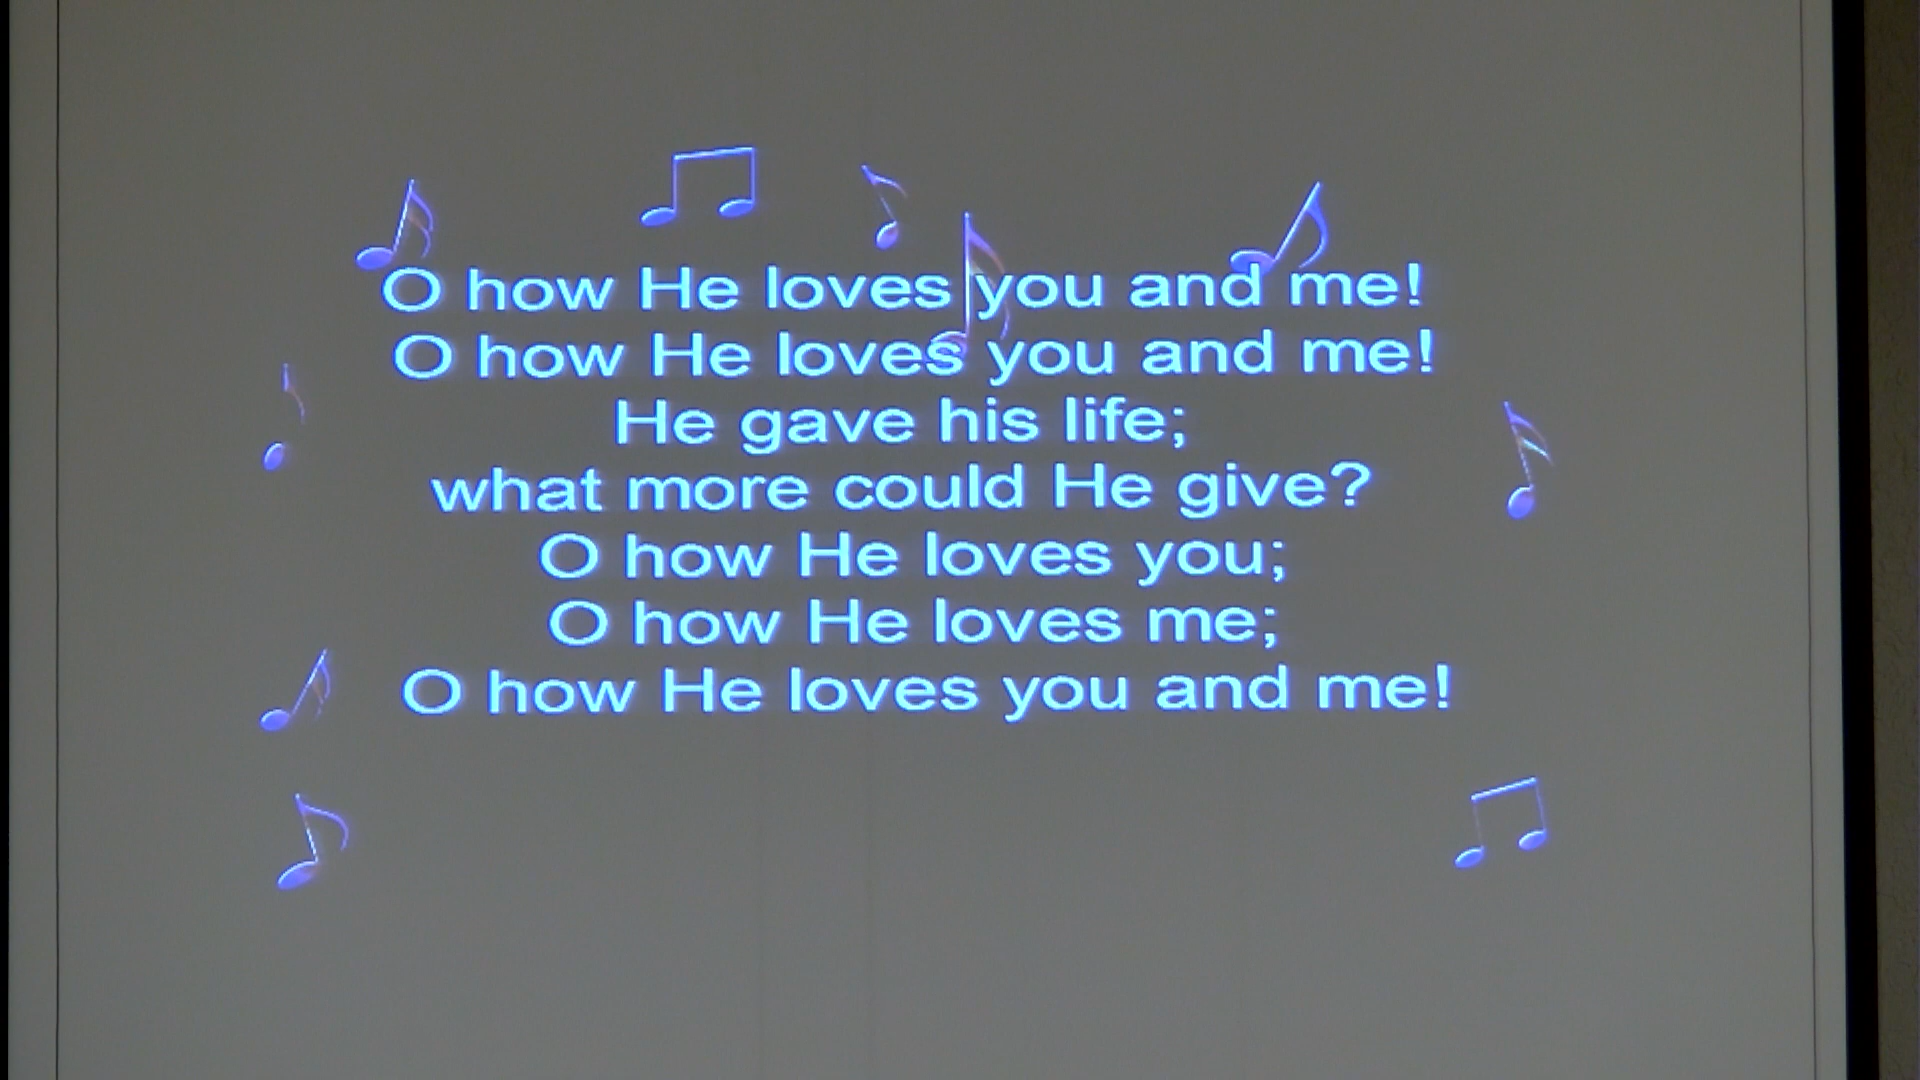 O how He loves you and me!
O how He loves you and me!
He gave his life;
what more could He give?
O how He loves you;
O how He loves me;
O how He loves you and me!